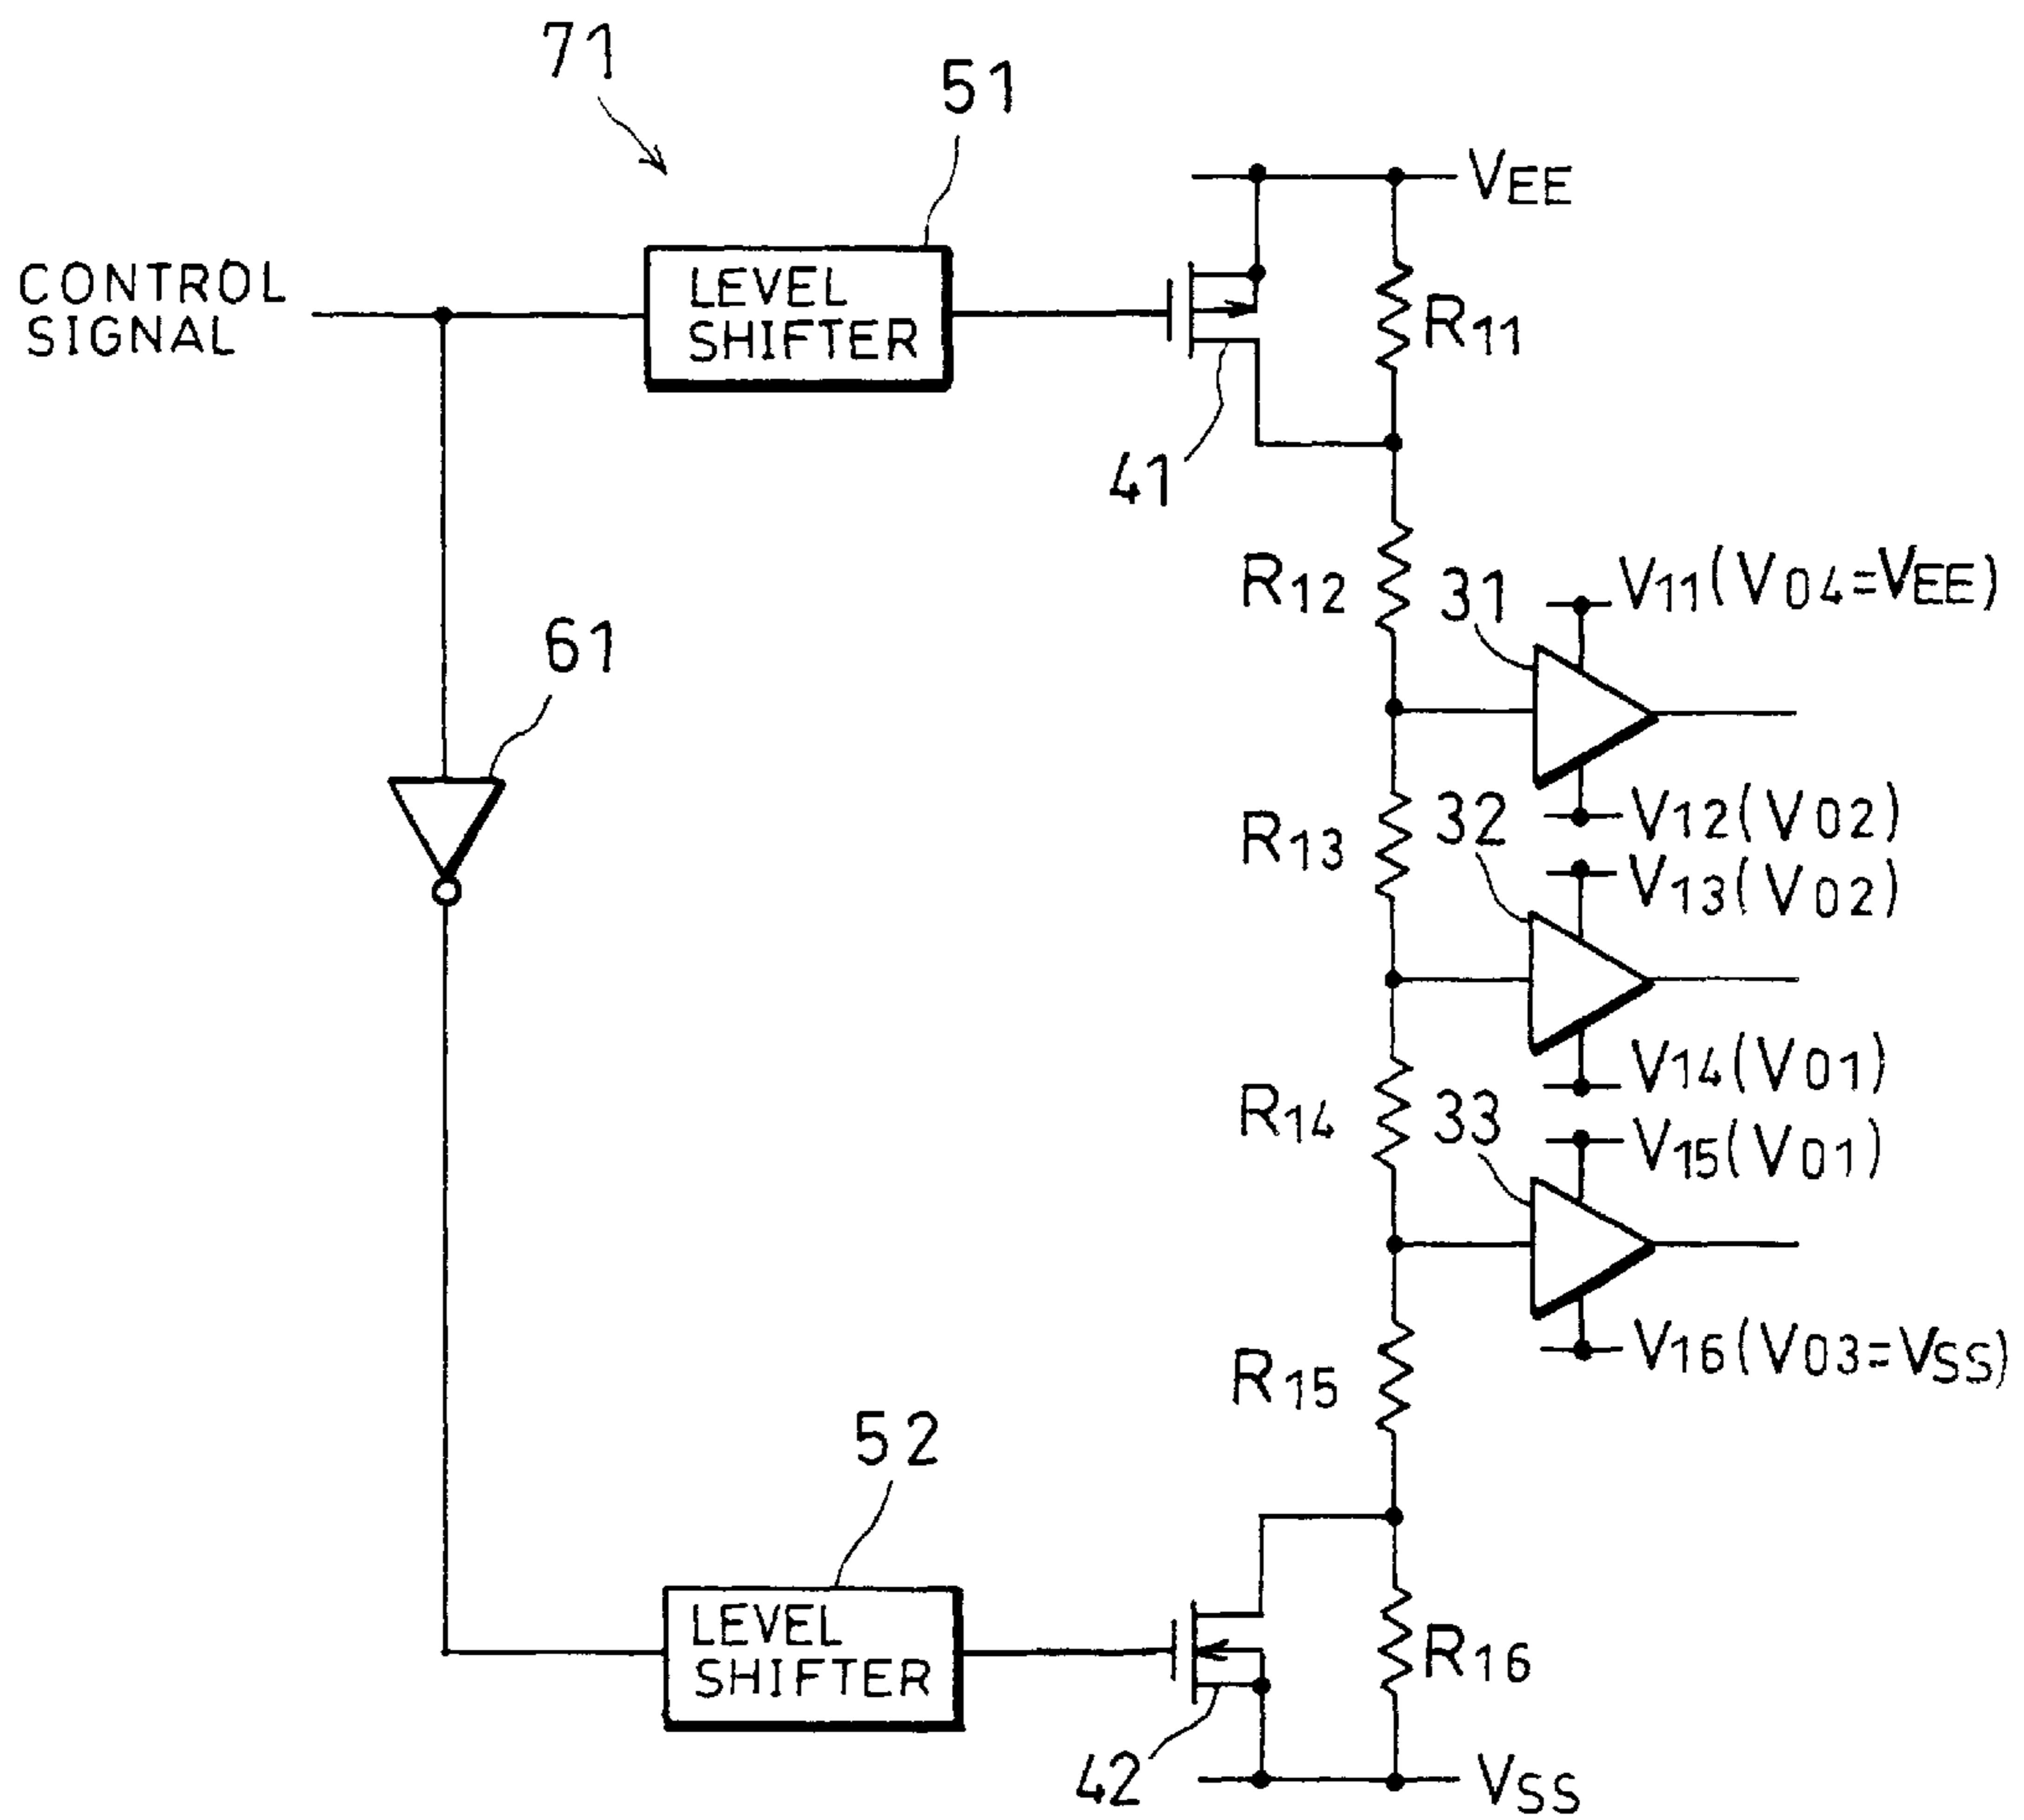 71
51
VEE
CONTROL
SIGNAL
LEVEL
SHIFTER
R11
41
R12
31
V11(V04=VEE)
61
V12(V02)
R13
32
V13(V02)
V14(V01)
R14
33
V15(V01)
V16(V03=VSS)
R15
52
LEVEL
SHIFTER
R16
42
VSS